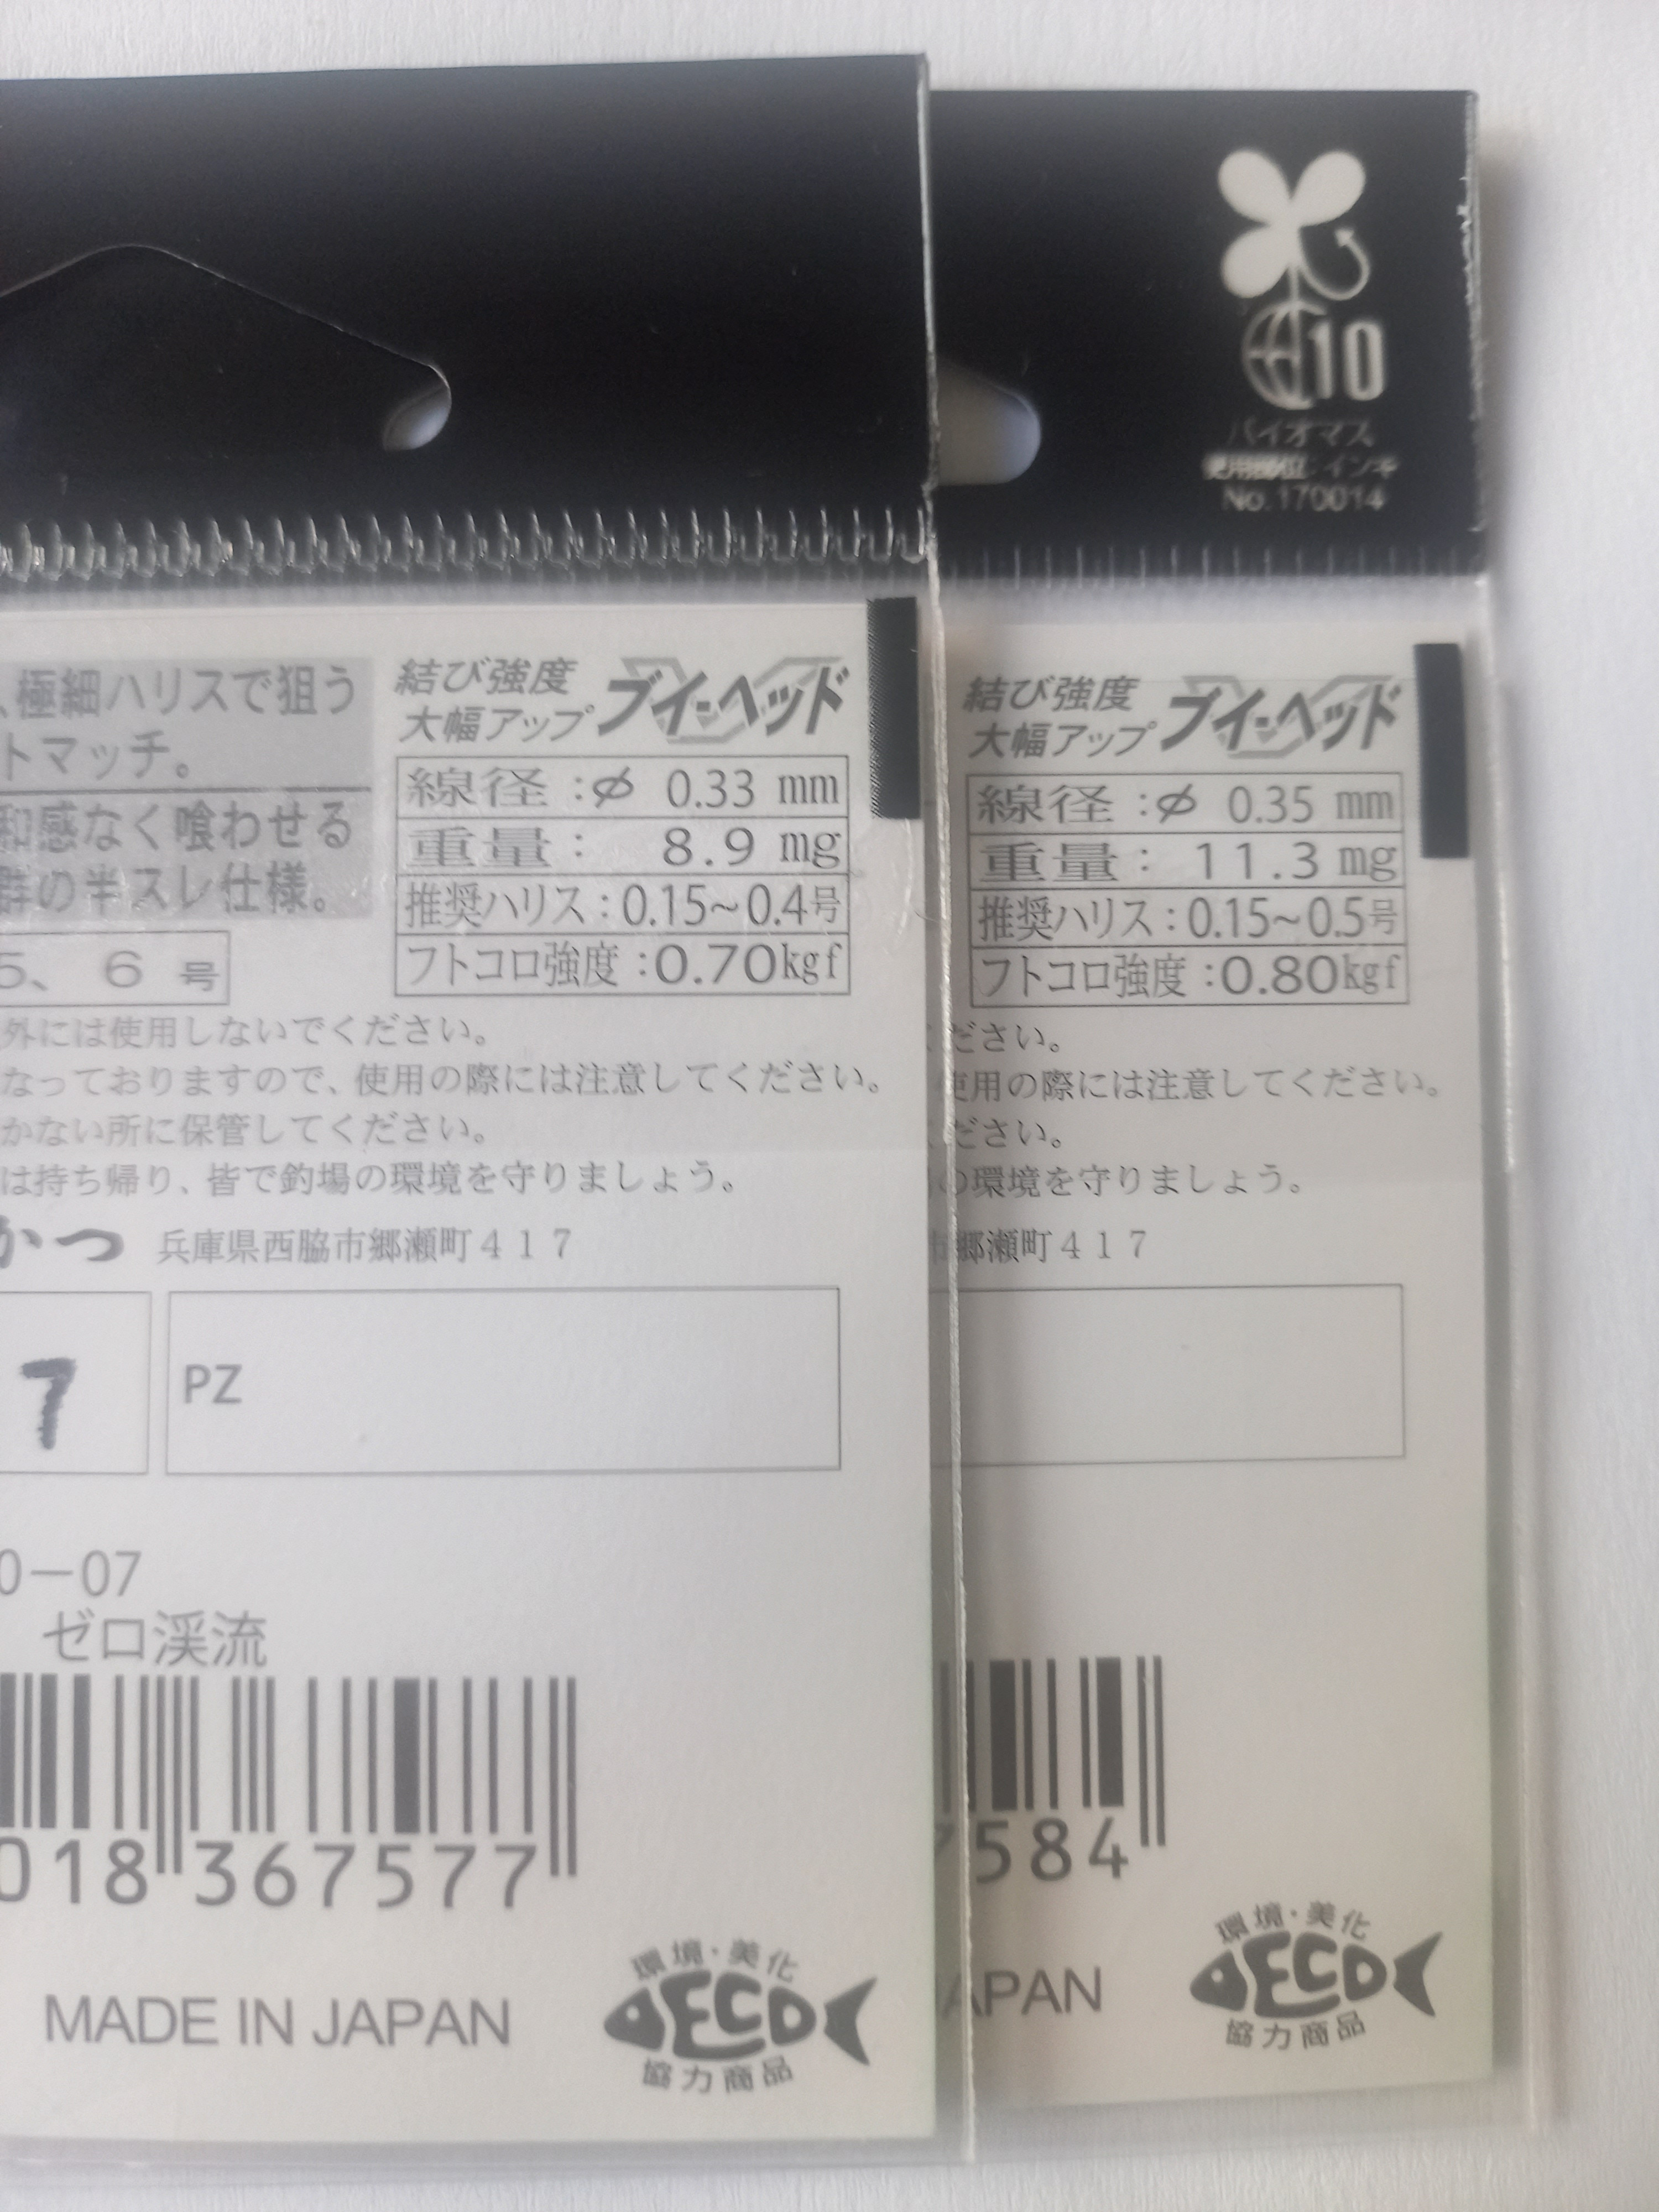 、極細ハリスで狙う
トマッチ。
和感なく喰わせる
群の半スレ仕様。
5、 6 号
結び強度
大幅アップ
ブイ・ヘッド
線径:φ 0.33 mm
重量: 8.9 mg
推奨ハリス:0.15~0.4号
フトコロ強度:0.70kgf
外には使用しないでください。
なっておりますので、使用の際には注意してください。
かない所に保管してください。
は持ち帰り、皆で釣場の環境を守りましょう。
かつ 兵庫県西脇市郷瀬町417
7
PZ
0-07
ゼロ渓流
018 367577
MADE IN JAPAN
環境・美化
ECO
協力商品
10
バイオマス
使用部位:インキ
No.170014
結び強度
大幅アップ
ブイ・ヘッド
線径:φ 0.35 mm
重量: 11.3 mg
推奨ハリス:0.15~0.5号
フトコロ強度:0.80kgf
ださい。
使用の際には注意してください。
ださい。
の環境を守りましょう。
市郷瀬町417
7584
APAN
環境・美化
ECO
協力商品